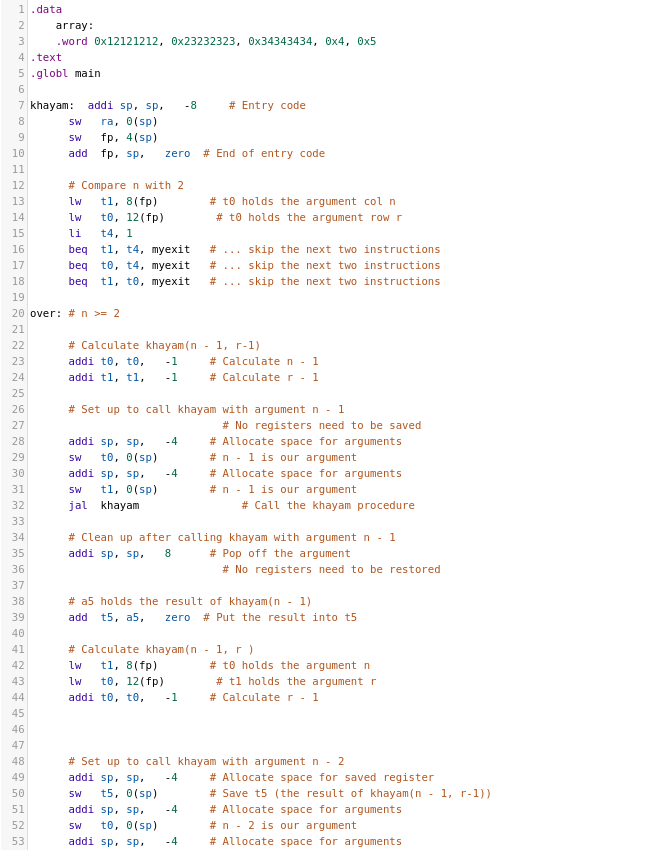 1 .data
2     array:
3     .word 0x12121212, 0x23232323, 0x34343434, 0x4, 0x5
4 .text
5 .globl main
6
7 khayam:  addi sp, sp,   -8     # Entry code
8       sw   ra, 0(sp)
9       sw   fp, 4(sp)
10       add  fp, sp,   zero  # End of entry code
11
12       # Compare n with 2
13       lw   t1, 8(fp)        # t0 holds the argument col n
14       lw   t0, 12(fp)        # t0 holds the argument row r
15       li   t4, 1
16       beq  t1, t4, myexit   # ... skip the next two instructions
17       beq  t0, t4, myexit   # ... skip the next two instructions
18       beq  t1, t0, myexit   # ... skip the next two instructions
19
20 over: # n >= 2
21
22       # Calculate khayam(n - 1, r-1)
23       addi t0, t0,   -1     # Calculate n - 1
24       addi t1, t1,   -1     # Calculate r - 1
25
26       # Set up to call khayam with argument n - 1
27                               # No registers need to be saved
28       addi sp, sp,   -4     # Allocate space for arguments
29       sw   t0, 0(sp)        # n - 1 is our argument
30       addi sp, sp,   -4     # Allocate space for arguments
31       sw   t1, 0(sp)        # n - 1 is our argument
32       jal  khayam                # Call the khayam procedure
33
34       # Clean up after calling khayam with argument n - 1
35       addi sp, sp,   8      # Pop off the argument
36                               # No registers need to be restored
37
38       # a5 holds the result of khayam(n - 1)
39       add  t5, a5,   zero  # Put the result into t5
40
41       # Calculate khayam(n - 1, r )
42       lw   t1, 8(fp)        # t0 holds the argument n
43       lw   t0, 12(fp)        # t1 holds the argument r
44       addi t0, t0,   -1     # Calculate r - 1
45
46
47
48       # Set up to call khayam with argument n - 2
49       addi sp, sp,   -4     # Allocate space for saved register
50       sw   t5, 0(sp)        # Save t5 (the result of khayam(n - 1, r-1))
51       addi sp, sp,   -4     # Allocate space for arguments
52       sw   t0, 0(sp)        # n - 2 is our argument
53       addi sp, sp,   -4     # Allocate space for arguments